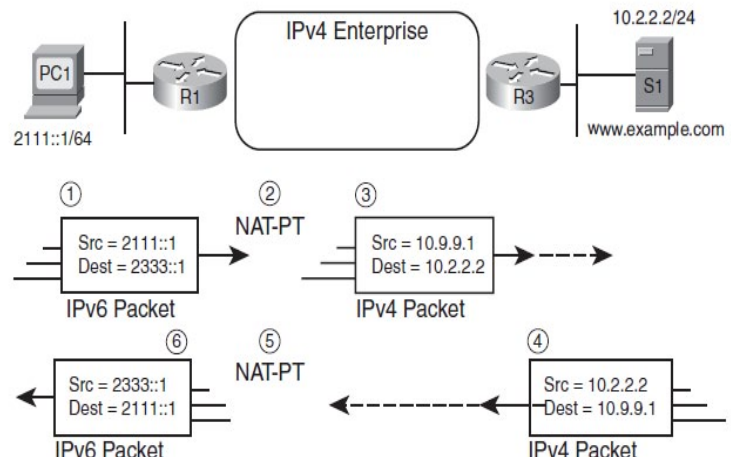 IPv4 Enterprise
10.2.2.2/24
PC1
R1
R3
S1
2111::1/64
www.example.com
1
2
3
NAT-PT
Src = 2111::1
Dest = 2333::1
Src = 10.9.9.1
Dest = 10.2.2.2
IPv6 Packet
IPv4 Packet
6
5
4
NAT-PT
Src = 2333::1
Dest = 2111::1
Src = 10.2.2.2
Dest = 10.9.9.1
IPv6 Packet
IPv4 Packet